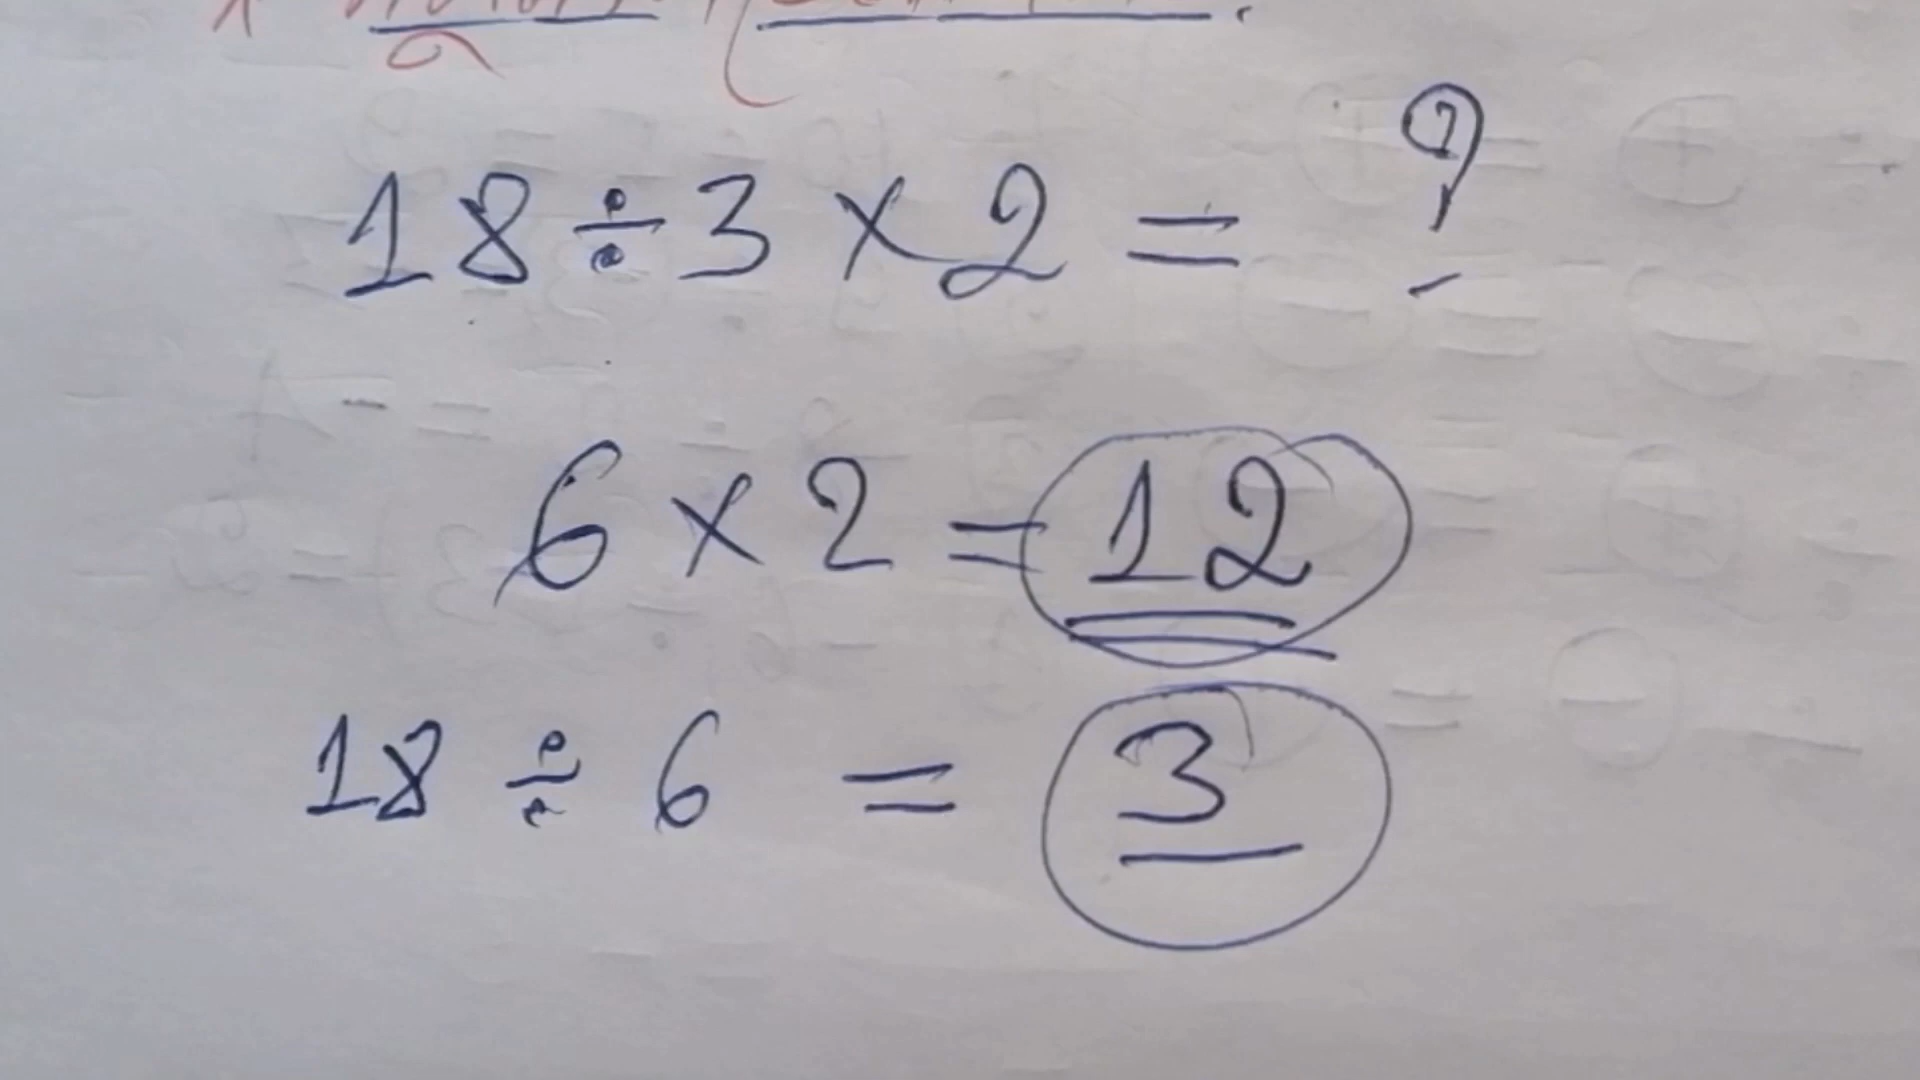 18 ÷ 3 × 2 = ?
6 × 2 = 12
18 ÷ 6 = 3